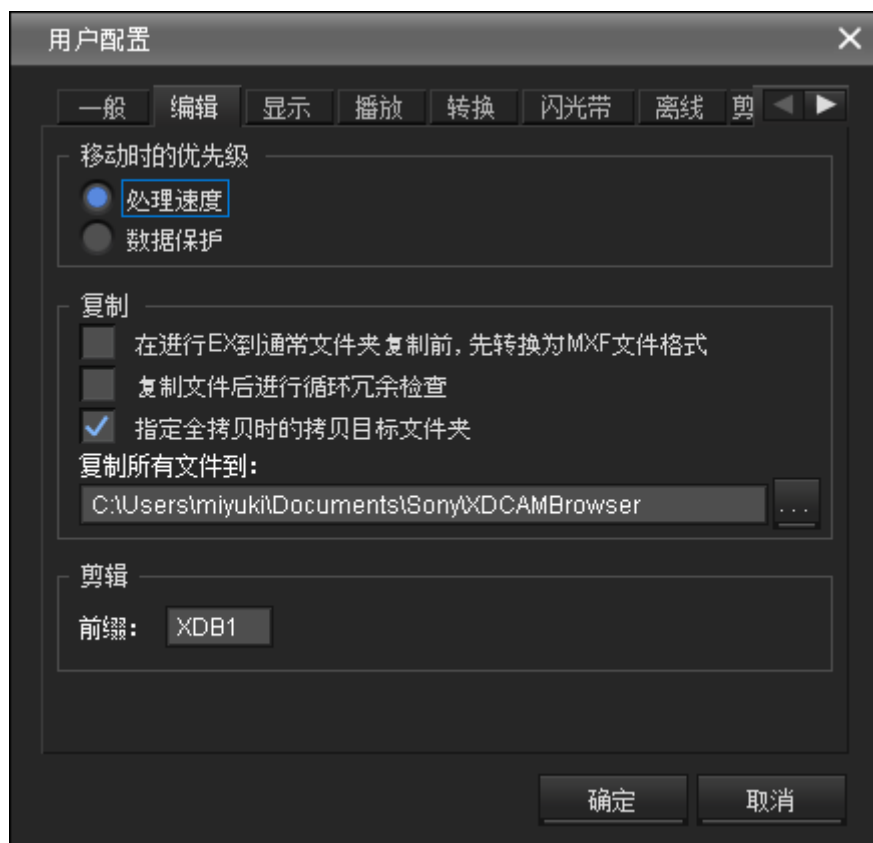 用户配置
一般 编辑 显示 播放 转换 闪光带 离线 剪
移动时的优先级
处理速度
数据保护
复制
在进行EX到通常文件夹复制前,先转换为MXF文件格式
复制文件后进行循环冗余检查
指定全拷贝时的拷贝目标文件夹
复制所有文件到:
C:\Users\miyuki\Documents\Sony\XDCAMBrowser
...
剪辑
前缀: XDB1
确定 取消